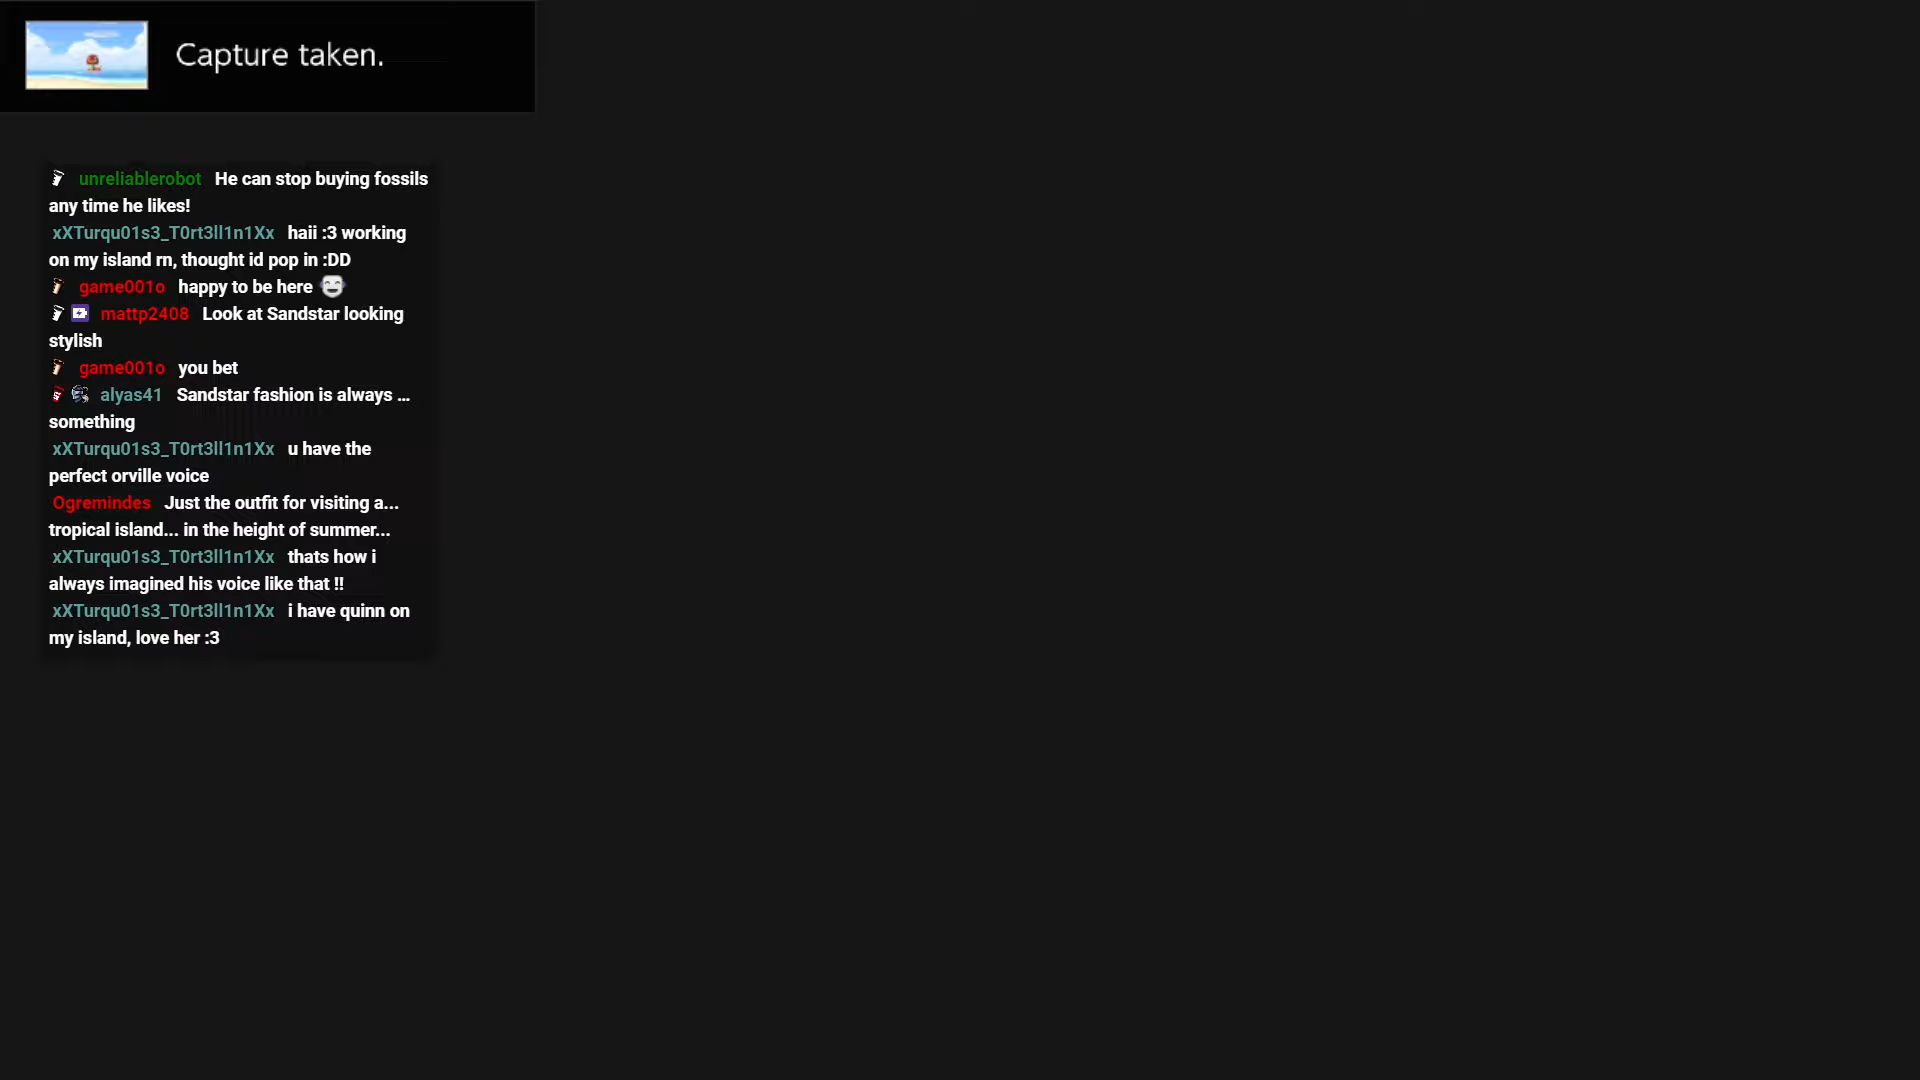 Capture taken.
unreliablerobot He can stop buying fossils
any time he likes!
xXTurqu01s3_T0rt3ll1n1Xx haii :3 working
on my island rn, thought id pop in :DD
game001o happy to be here
mattp2408 Look at Sandstar looking
stylish
game001o you bet
alyas41 Sandstar fashion is always ...
something
xXTurqu01s3_T0rt3ll1n1Xx u have the
perfect orville voice
Ogremindes Just the outfit for visiting a...
tropical island... in the height of summer...
xXTurqu01s3_T0rt3ll1n1Xx thats how i
always imagined his voice like that !!
xXTurqu01s3_T0rt3ll1n1Xx i have quinn on
my island, love her :3